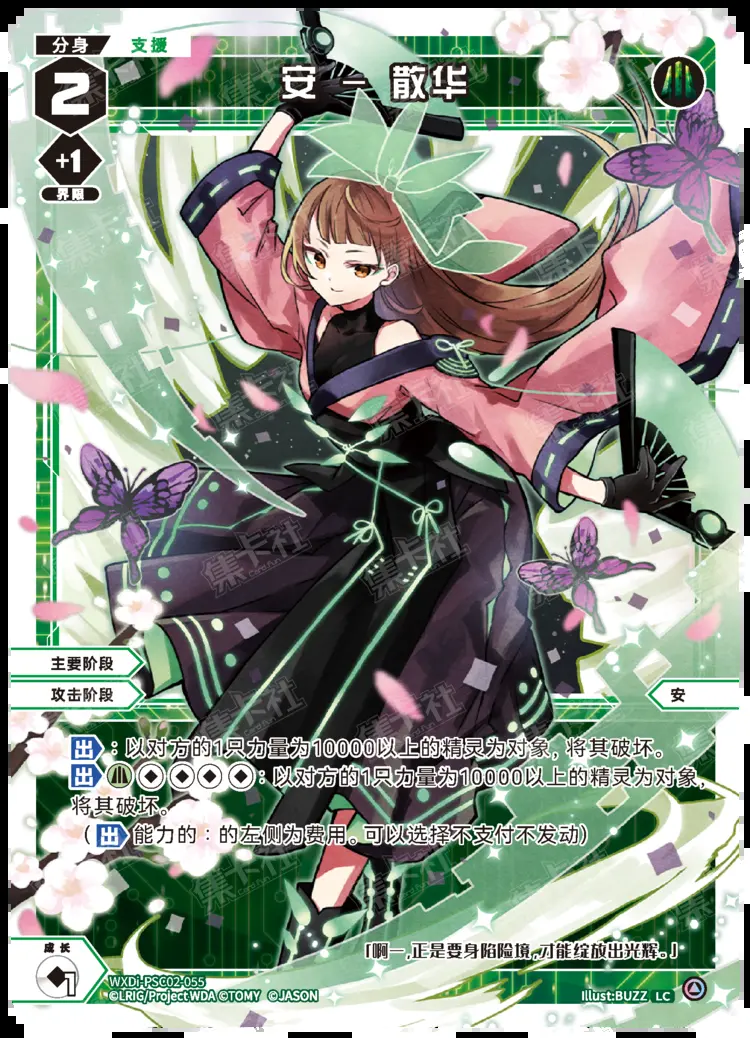 分身 支援
2
安－散华
+1
界限
主要阶段
攻击阶段
安
出：以对方的1只力量为10000以上的精灵为对象，将其破坏。
出：以对方的1只力量为10000以上的精灵为对象，
将其破坏。
（出能力的：的左侧为费用。可以选择不支付不发动）
「啊—，正是要身陷险境，才能绽放出光辉。」
成长
1
WXDi-PSC02-055
©LRIG/Project WDA ©TOMY ©JASON
Illust:BUZZ LC
集卡社